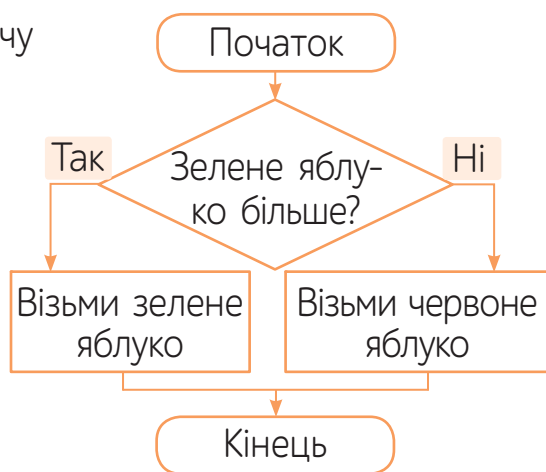 чу
Початок
Так
Ні
Зелене яблу-
ко більше?
Візьми зелене
яблуко
Візьми червоне
яблуко
Кінець